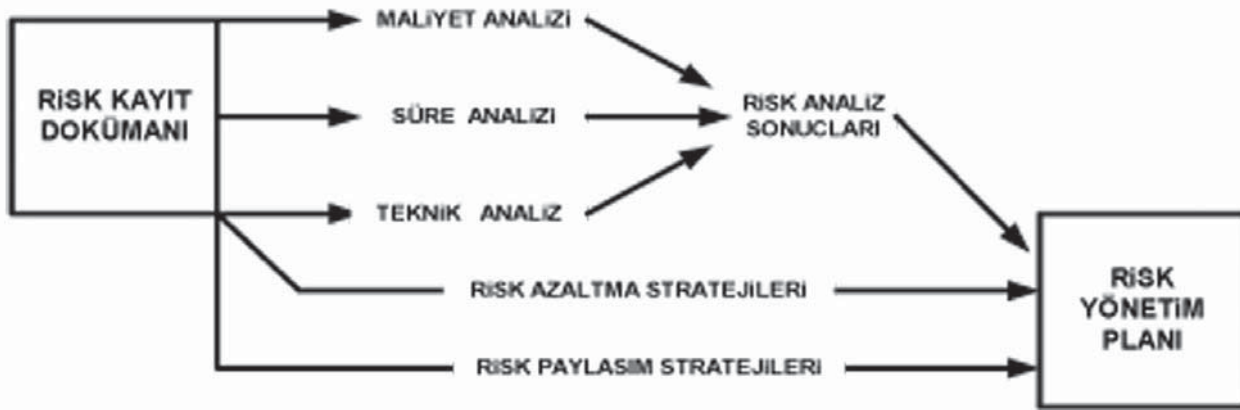 MALiYET ANALiZi
RiSK KAYIT
DOKÜMANI
SÜRE ANALiZi
RiSK ANALiZ
SONUCLARI
TEKNiK ANALiZ
RiSK AZALTMA STRATEJiLERi
RiSK PAYLASIM STRATEJiLERi
RiSK
YÖNETiM
PLANI